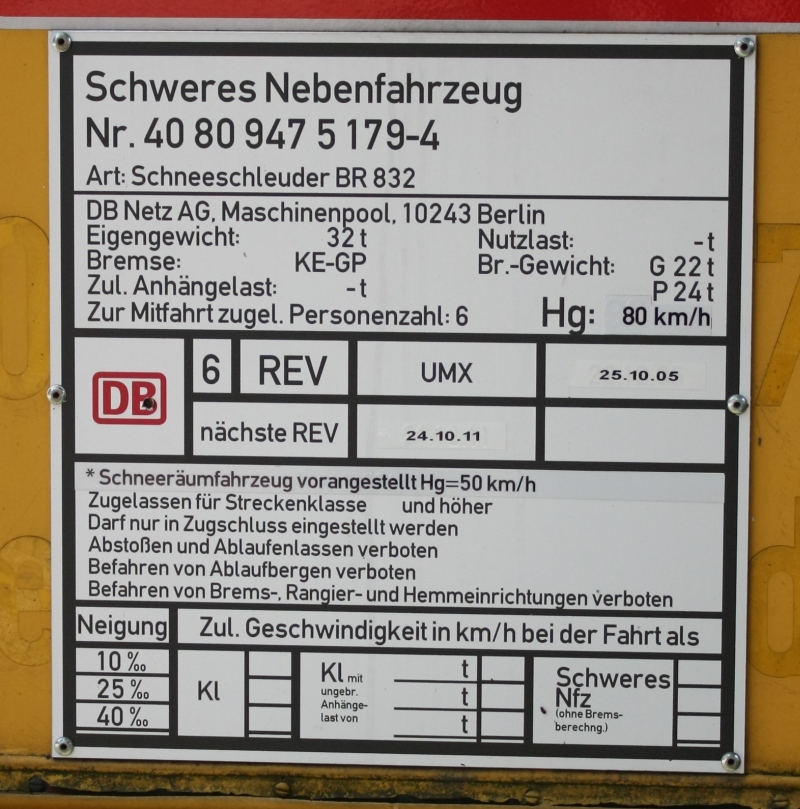 Schweres Nebenfahrzeug
Nr. 40 80 947 5 179-4
Art: Schneeschleuder BR 832
DB Netz AG, Maschinenpool, 10243 Berlin
Eigengewicht: 32 t Nutzlast: - t
Bremse: KE-GP Br.-Gewicht: G 22 t
Zul. Anhängelast: - t P 24 t
Zur Mitfahrt zugel. Personenzahl: 6 Hg: 80 km/h
DB 6 REV UMX 25.10.05
nächste REV 24.10.11
* Schneeräumfahrzeug vorangestellt Hg=50 km/h
Zugelassen für Streckenklasse und höher
Darf nur in Zugschluss eingestellt werden
Abstoßen und Ablaufenlassen verboten
Befahren von Ablaufbergen verboten
Befahren von Brems-, Rangier- und Hemmeinrichtungen verboten
Neigung Zul. Geschwindigkeit in km/h bei der Fahrt als
10 ‰
25 ‰
40 ‰
Kl
Kl mit
ungebr.
Anhänge-
last von
t
t
t
Schweres
Nfz
(ohne Brems-
berechng.)